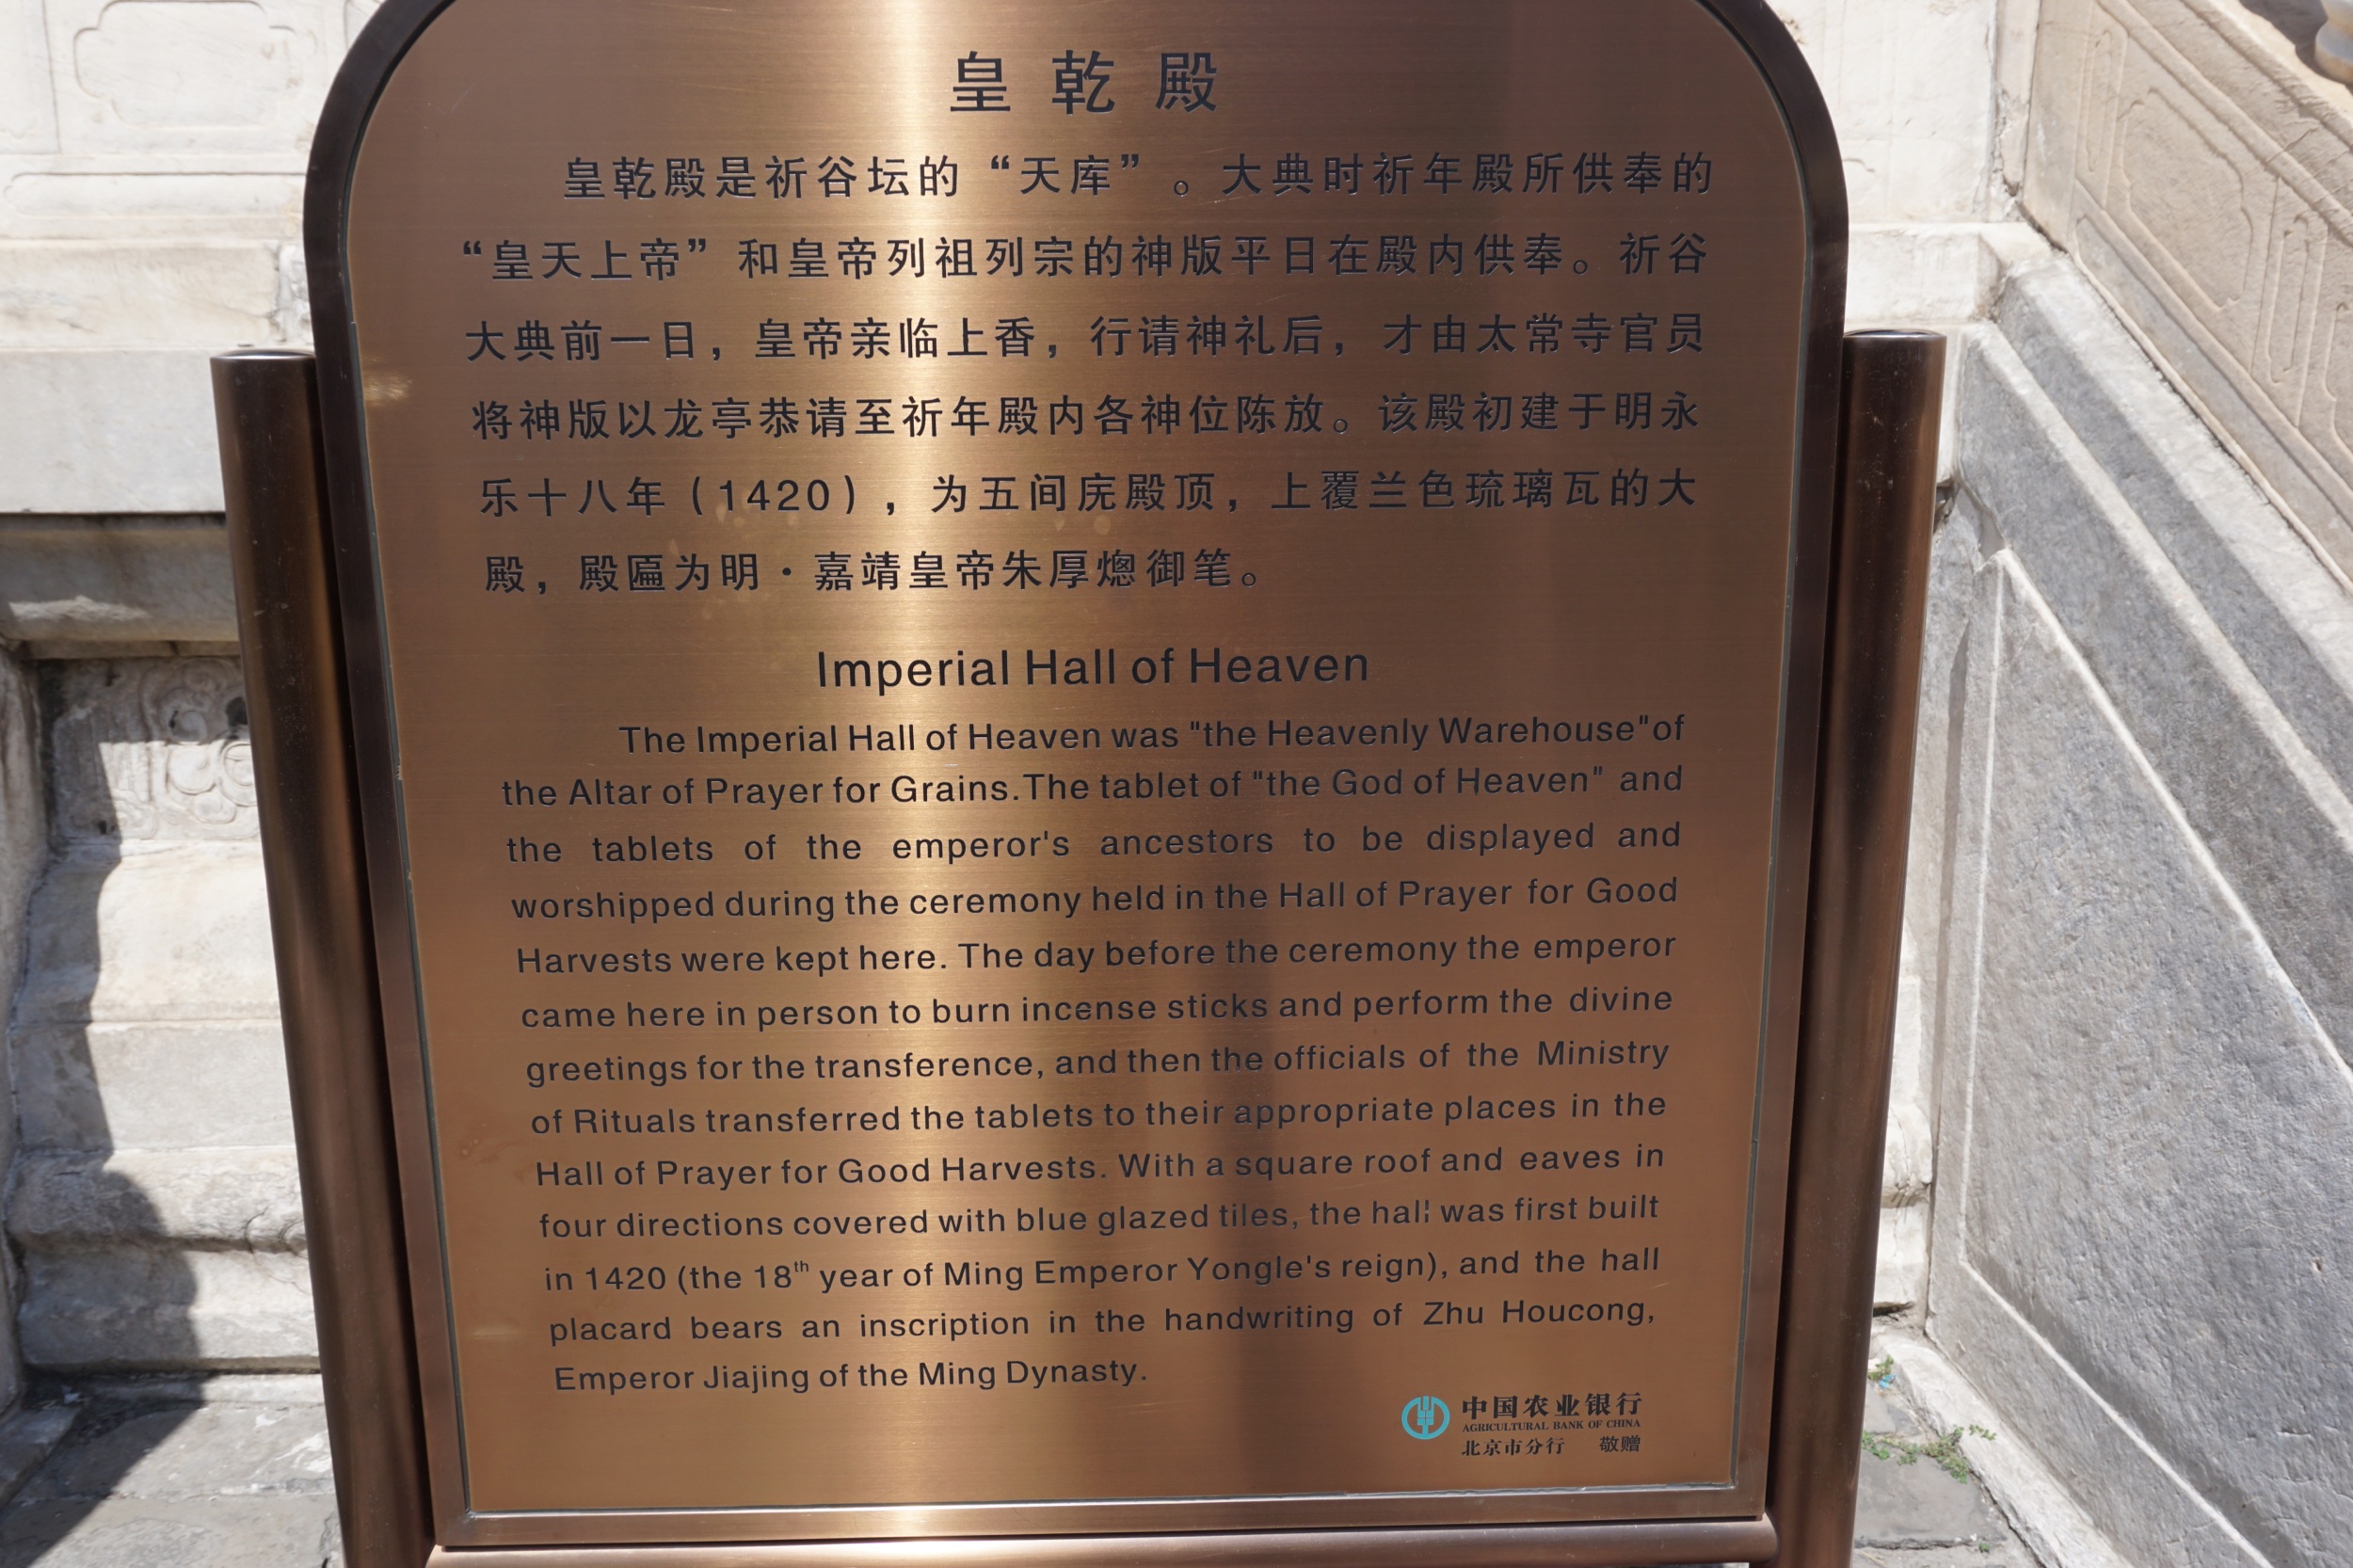 皇乾殿
皇乾殿是祈谷坛的“天库”。大典时祈年殿所供奉的
“皇天上帝”和皇帝列祖列宗的神版平日在殿内供奉。祈谷
大典前一日，皇帝亲临上香，行请神礼后，才由太常寺官员
将神版以龙亭恭请至祈年殿内各神位陈放。该殿初建于明永
乐十八年（1420），为五间庑殿顶，上覆兰色琉璃瓦的大
殿，殿匾为明·嘉靖皇帝朱厚熜御笔。
Imperial Hall of Heaven
The Imperial Hall of Heaven was "the Heavenly Warehouse"of
the Altar of Prayer for Grains.The tablet of "the God of Heaven" and
the tablets of the emperor's ancestors to be displayed and
worshipped during the ceremony held in the Hall of Prayer for Good
Harvests were kept here. The day before the ceremony the emperor
came here in person to burn incense sticks and perform the divine
greetings for the transference, and then the officials of the Ministry
of Rituals transferred the tablets to their appropriate places in the
Hall of Prayer for Good Harvests. With a square roof and eaves in
four directions covered with blue glazed tiles, the hall was first built
in 1420 (the 18th year of Ming Emperor Yongle's reign), and the hall
placard bears an inscription in the handwriting of Zhu Houcong,
Emperor Jiajing of the Ming Dynasty.
中国农业银行
AGRICULTURAL BANK OF CHINA
北京市分行 敬赠